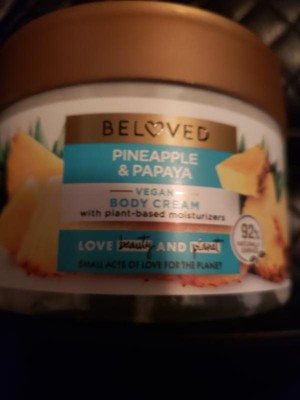 BELOVED
PINEAPPLE
& PAPAYA
VEGAN
BODY CREAM
with plant-based moisturizers
LOVE beauty AND planet
SMALL ACTS OF LOVE FOR THE PLANET
92%
NATURALLY